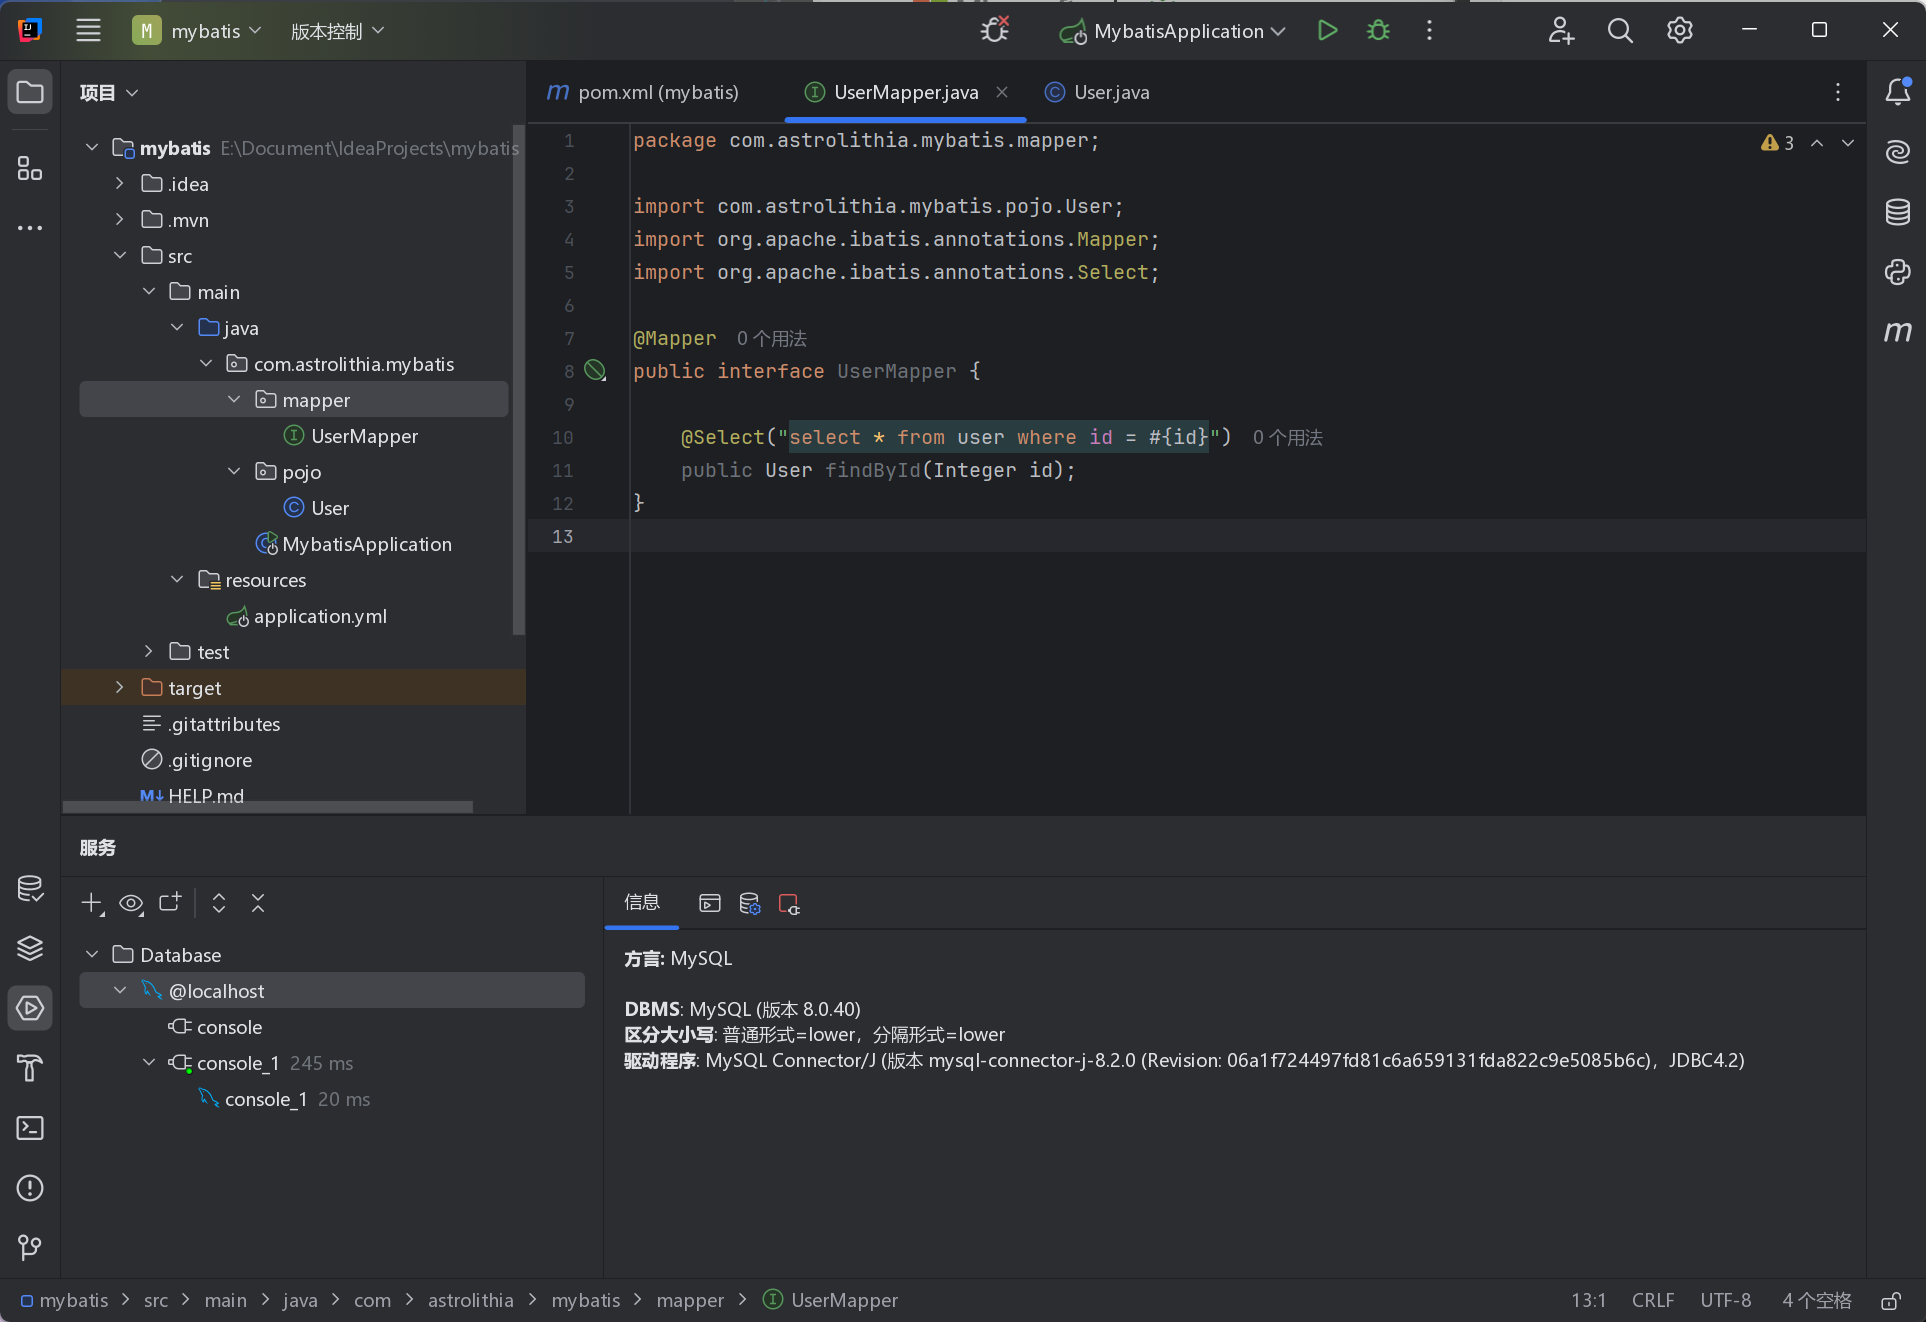 M mybatis 版本控制 MybatisApplication
项目
pom.xml (mybatis) UserMapper.java User.java
mybatis E:\Document\IdeaProjects\mybatis
.idea
.mvn
src
main
java
com.astrolithia.mybatis
mapper
UserMapper
pojo
User
MybatisApplication
resources
application.yml
test
target
.gitattributes
.gitignore
HELP.md
3
1 package com.astrolithia.mybatis.mapper;
2
3 import com.astrolithia.mybatis.pojo.User;
4 import org.apache.ibatis.annotations.Mapper;
5 import org.apache.ibatis.annotations.Select;
6
7 @Mapper 0 个用法
8 public interface UserMapper {
9
10 @Select("select * from user where id = #{id}") 0 个用法
11 public User findById(Integer id);
12 }
13
服务
Database
@localhost
console
console_1 245 ms
console_1 20 ms
信息
方言: MySQL
DBMS: MySQL (版本 8.0.40)
区分大小写: 普通形式=lower，分隔形式=lower
驱动程序: MySQL Connector/J (版本 mysql-connector-j-8.2.0 (Revision: 06a1f724497fd81c6a659131fda822c9e5085b6c)，JDBC4.2)
mybatis > src > main > java > com > astrolithia > mybatis > mapper > UserMapper
13:1 CRLF UTF-8 4 个空格